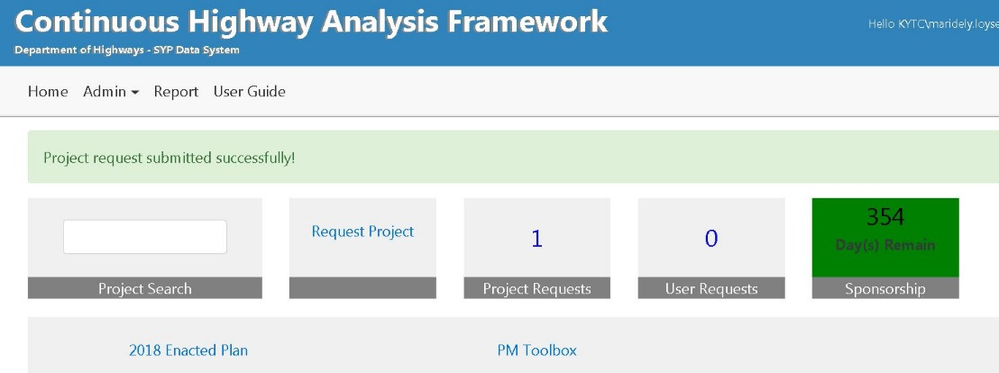 Continuous Highway Analysis Framework
Hello KYTC\maridely.loyse
Department of Highways - SYP Data System
Home Admin Report User Guide
Project request submitted successfully!
Request Project
1
0
354
Day(s) Remain
Project Search
Project Requests
User Requests
Sponsorship
2018 Enacted Plan
PM Toolbox